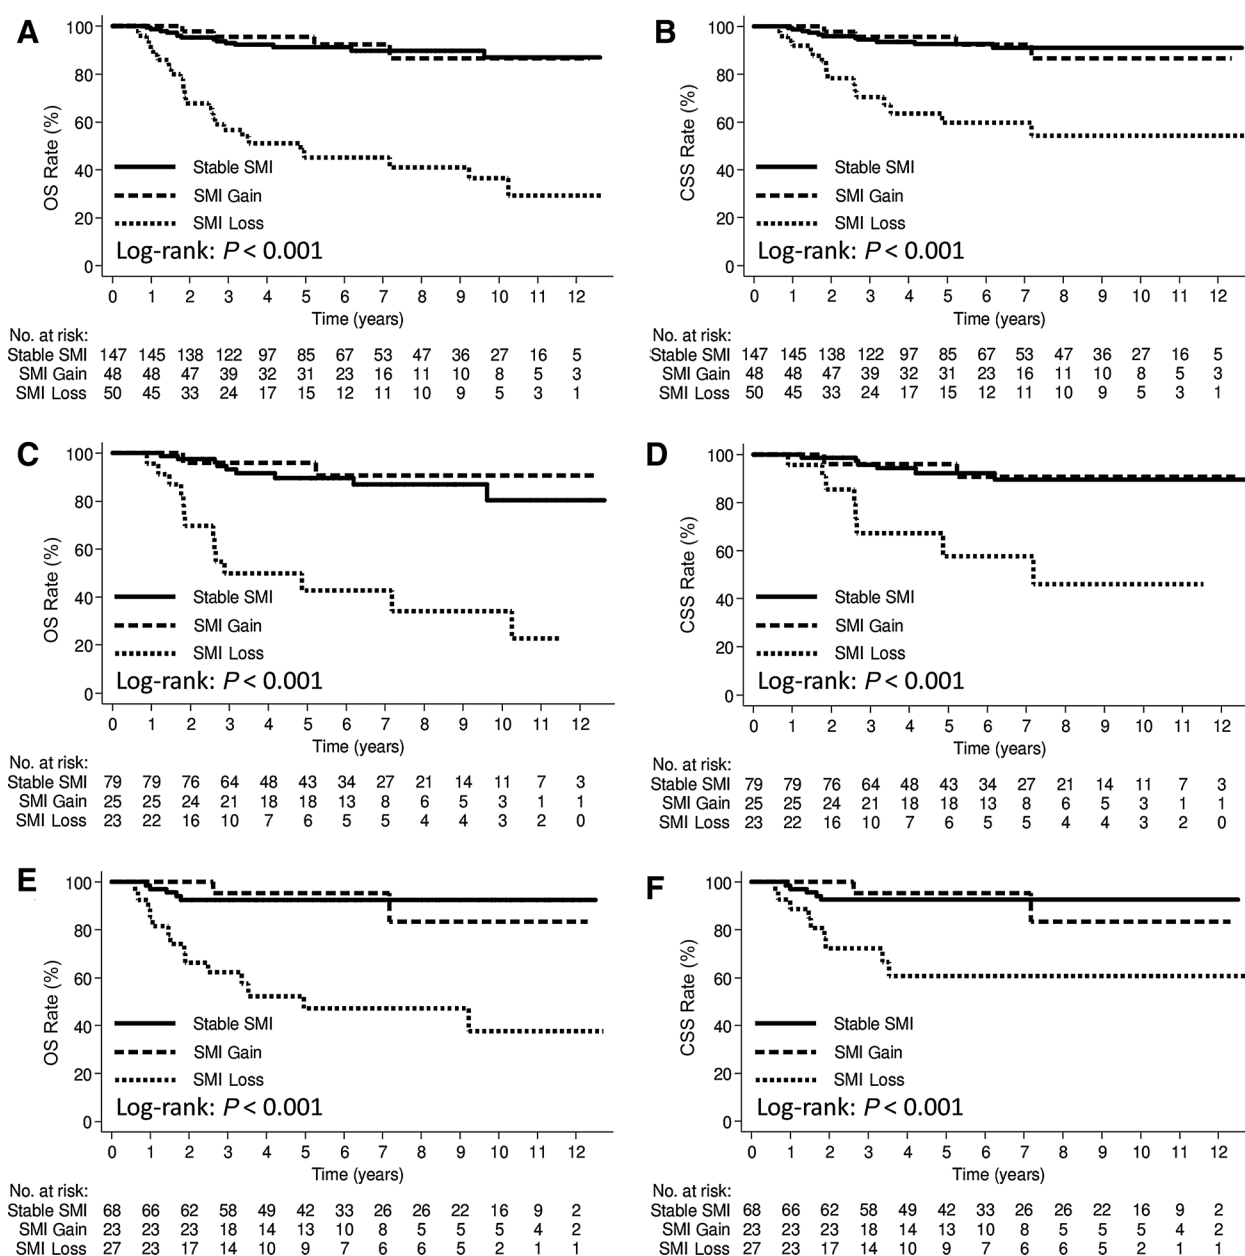 A
OS Rate (%)
100
80
60
40
20
0
Stable SMI
SMI Gain
SMI Loss
Log-rank: P < 0.001
0 1 2 3 4 5 6 7 8 9 10 11 12
Time (years)
No. at risk:
Stable SMI 147 145 138 122 97 85 67 53 47 36 27 16 5
SMI Gain 48 48 47 39 32 31 23 16 11 10 8 5 3
SMI Loss 50 45 33 24 17 15 12 11 10 9 5 3 1
B
CSS Rate (%)
100
80
60
40
20
0
Stable SMI
SMI Gain
SMI Loss
Log-rank: P < 0.001
0 1 2 3 4 5 6 7 8 9 10 11 12
Time (years)
No. at risk:
Stable SMI 147 145 138 122 97 85 67 53 47 36 27 16 5
SMI Gain 48 48 47 39 32 31 23 16 11 10 8 5 3
SMI Loss 50 45 33 24 17 15 12 11 10 9 5 3 1
C
OS Rate (%)
100
80
60
40
20
0
Stable SMI
SMI Gain
SMI Loss
Log-rank: P < 0.001
0 1 2 3 4 5 6 7 8 9 10 11 12
Time (years)
No. at risk:
Stable SMI 79 79 76 64 48 43 34 27 21 14 11 7 3
SMI Gain 25 25 24 21 18 18 13 8 6 5 3 1 1
SMI Loss 23 22 16 10 7 6 5 5 4 4 3 2 0
D
CSS Rate (%)
100
80
60
40
20
0
Stable SMI
SMI Gain
SMI Loss
Log-rank: P < 0.001
0 1 2 3 4 5 6 7 8 9 10 11 12
Time (years)
No. at risk:
Stable SMI 79 79 76 64 48 43 34 27 21 14 11 7 3
SMI Gain 25 25 24 21 18 18 13 8 6 5 3 1 1
SMI Loss 23 22 16 10 7 6 5 5 4 4 3 2 0
E
OS Rate (%)
100
80
60
40
20
0
Stable SMI
SMI Gain
SMI Loss
Log-rank: P < 0.001
0 1 2 3 4 5 6 7 8 9 10 11 12
Time (years)
No. at risk:
Stable SMI 68 66 62 58 49 42 33 26 26 22 16 9 2
SMI Gain 23 23 23 18 14 13 10 8 5 5 5 4 2
SMI Loss 27 23 17 14 10 9 7 6 6 5 2 1 1
F
CSS Rate (%)
100
80
60
40
20
0
Stable SMI
SMI Gain
SMI Loss
Log-rank: P < 0.001
0 1 2 3 4 5 6 7 8 9 10 11 12
Time (years)
No. at risk:
Stable SMI 68 66 62 58 49 42 33 26 26 22 16 9 2
SMI Gain 23 23 23 18 14 13 10 8 5 5 5 4 2
SMI Loss 27 23 17 14 10 9 7 6 6 5 2 1 1